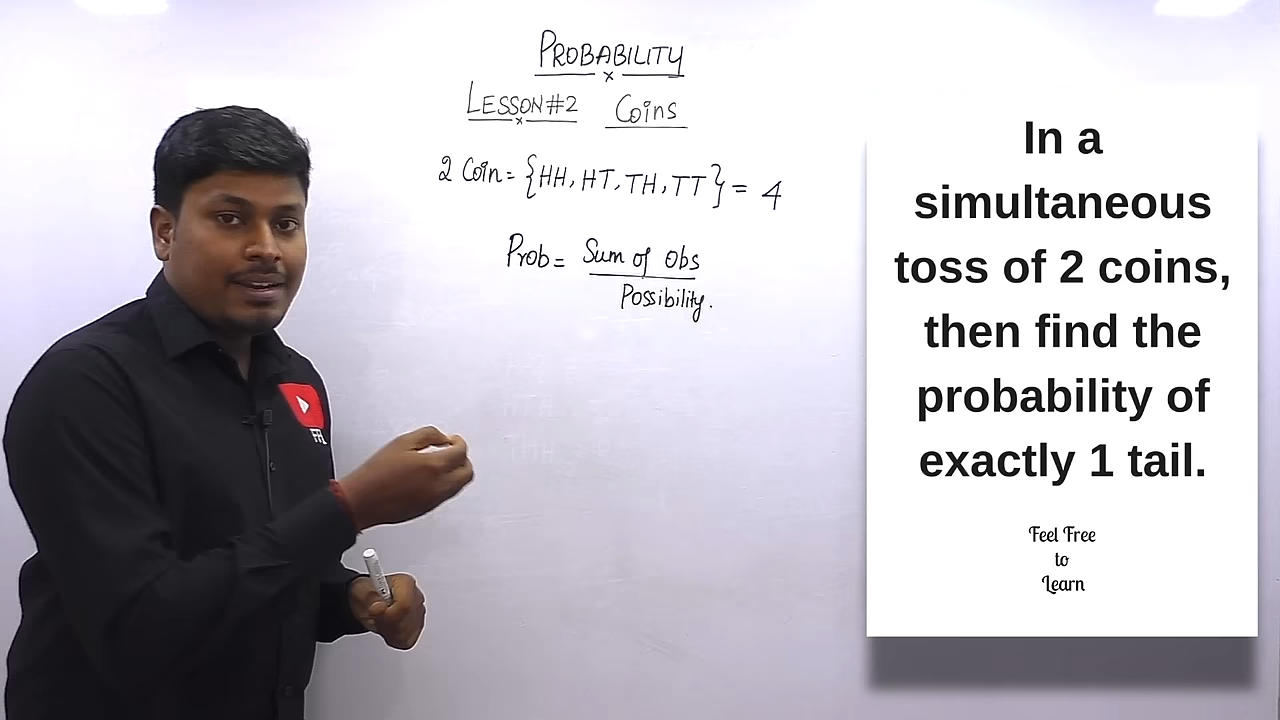 PROBABILITY
LESSON#2 Coins
2 Coin = {HH, HT, TH, TT} = 4
Prob = Sum of Obs
Possibility.
FFL
In a
simultaneous
toss of 2 coins,
then find the
probability of
exactly 1 tail.
Feel Free
to
Learn